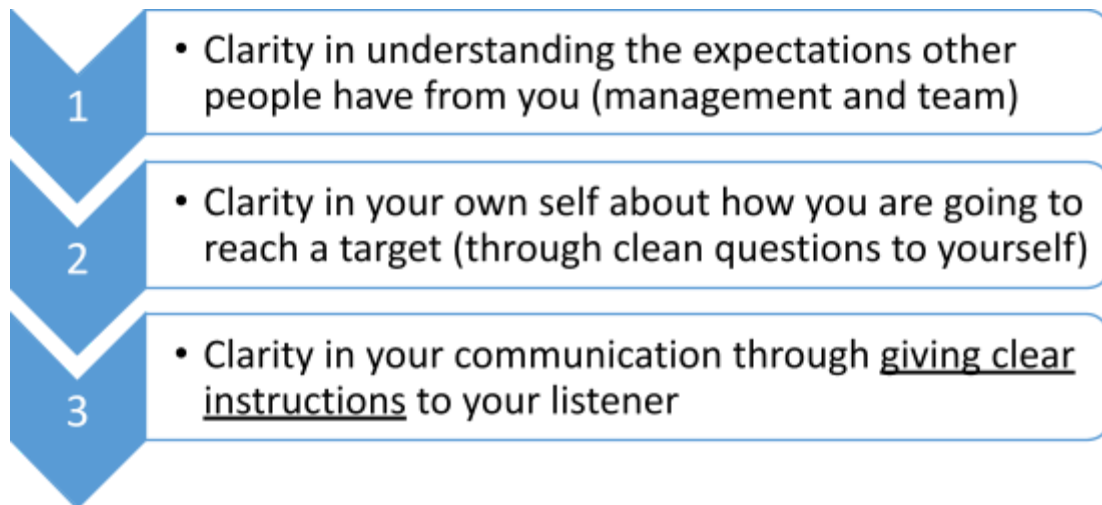 1
• Clarity in understanding the expectations other
people have from you (management and team)
2
• Clarity in your own self about how you are going to
reach a target (through clean questions to yourself)
3
• Clarity in your communication through giving clear
instructions to your listener